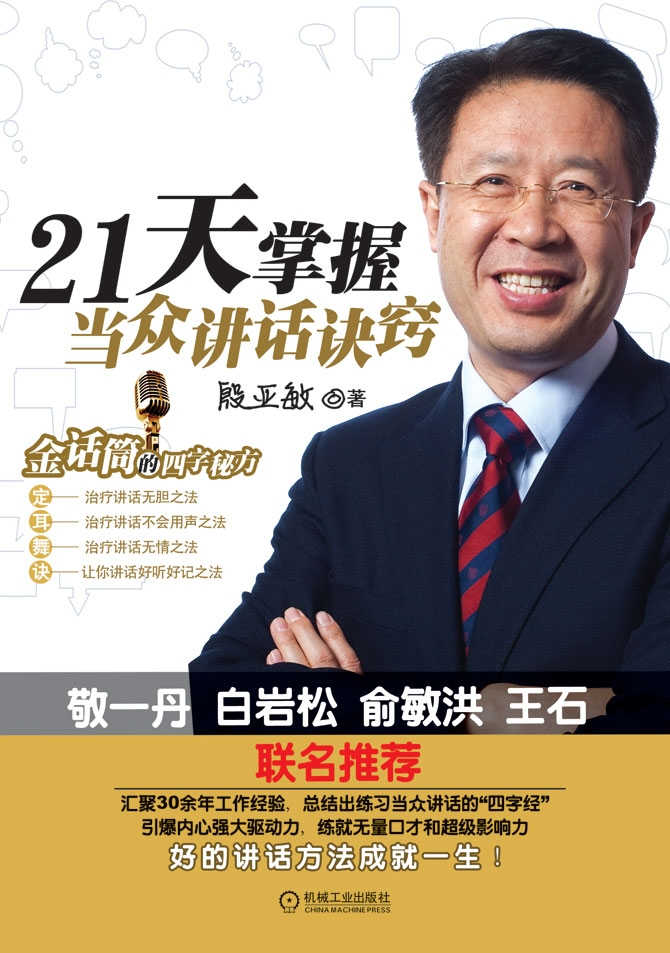 21天掌握
当众讲话诀窍
殷亚敏 著
金话筒的四字秘方
定——治疗讲话无胆之法
耳——治疗讲话不会用声之法
舞——治疗讲话无情之法
诀——让你讲话好听好记之法
敬一丹 白岩松 俞敏洪 王石
联名推荐
汇聚30余年工作经验，总结出练习当众讲话的“四字经”
引爆内心强大驱动力，练就无量口才和超级影响力
好的讲话方法成就一生！
机械工业出版社
CHINA MACHINE PRESS